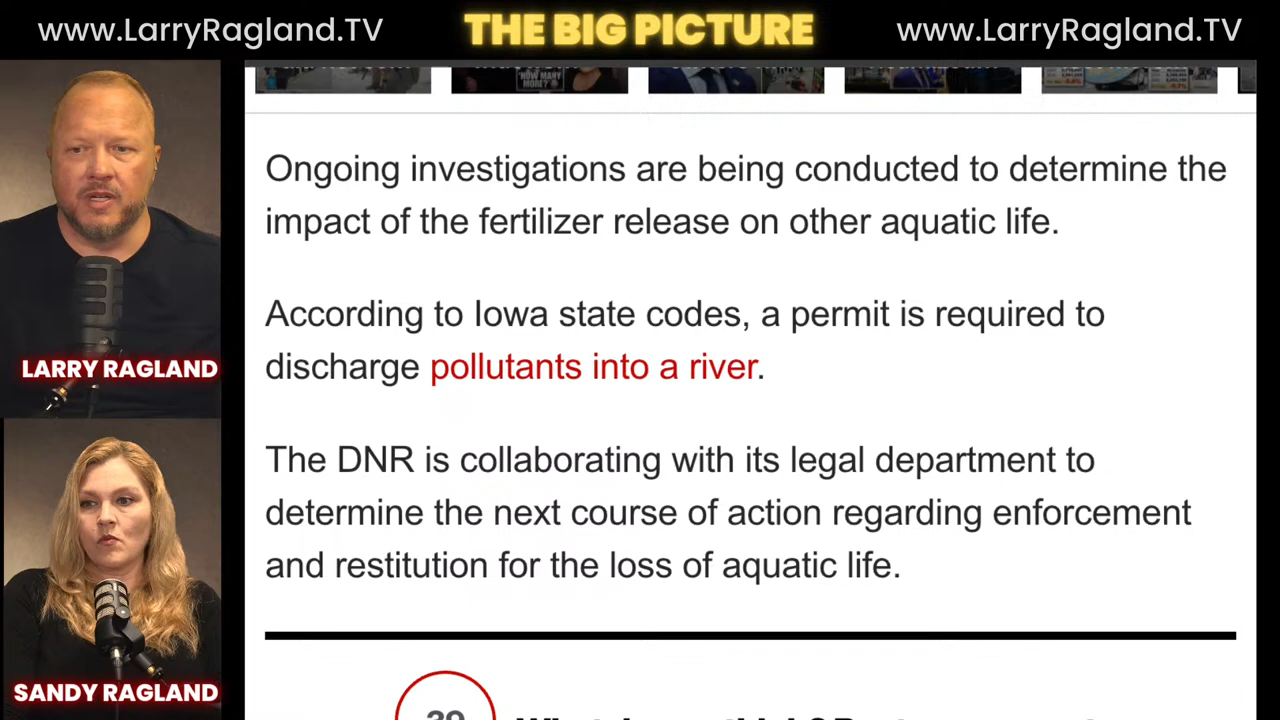 www.LarryRagland.TV
THE BIG PICTURE
www.LarryRagland.TV
"HOW MANY
MORE?"
Ongoing investigations are being conducted to determine the
impact of the fertilizer release on other aquatic life.
According to Iowa state codes, a permit is required to
discharge pollutants into a river.
The DNR is collaborating with its legal department to
determine the next course of action regarding enforcement
and restitution for the loss of aquatic life.
LARRY RAGLAND
SANDY RAGLAND